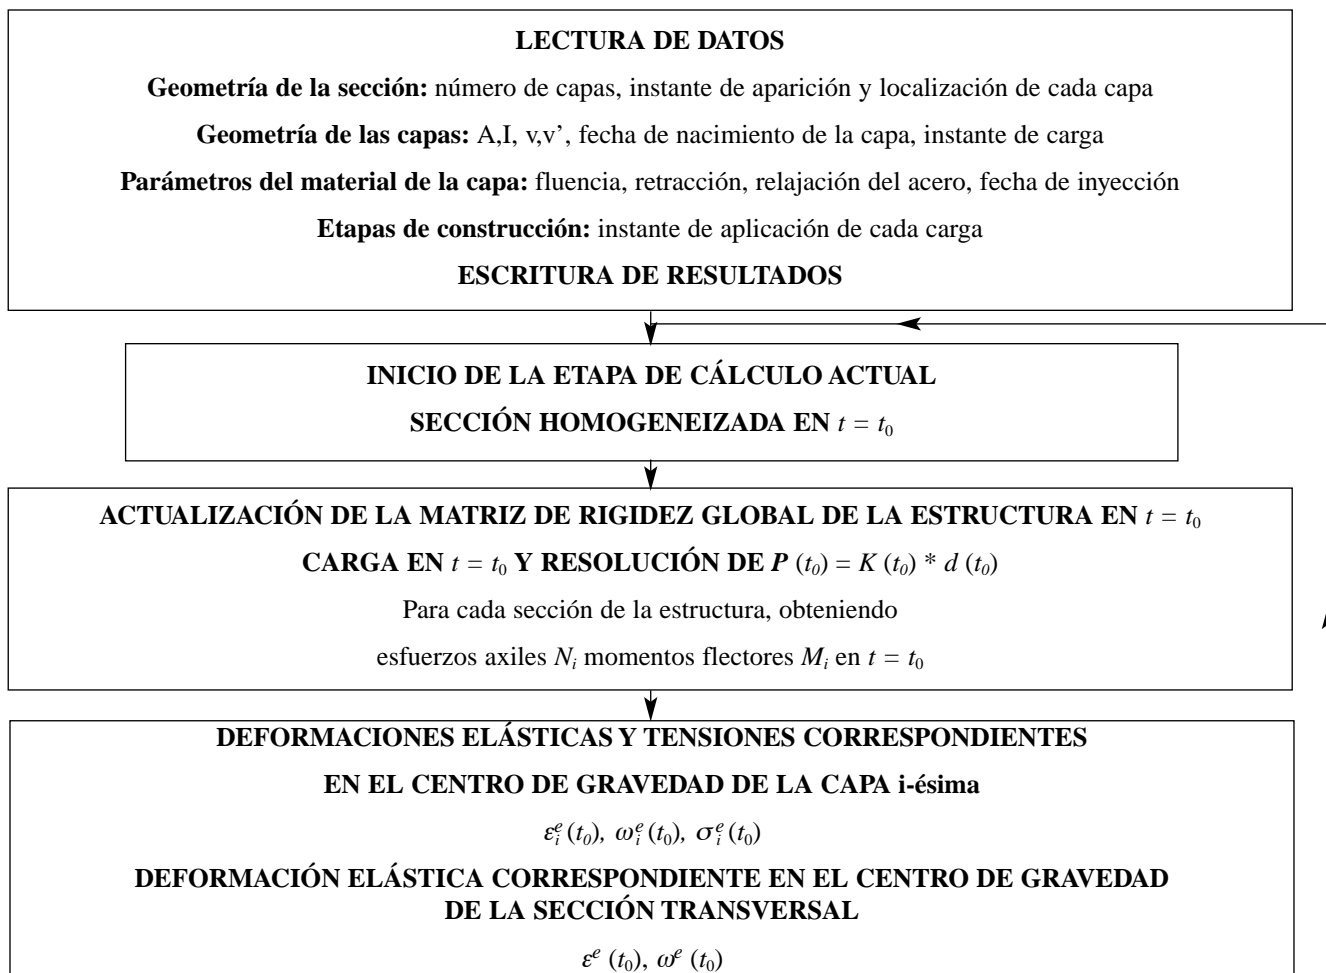 LECTURA DE DATOS
Geometría de la sección: número de capas, instante de aparición y localización de cada capa
Geometría de las capas: A,I, v,v’, fecha de nacimiento de la capa, instante de carga
Parámetros del material de la capa: fluencia, retracción, relajación del acero, fecha de inyección
Etapas de construcción: instante de aplicación de cada carga
ESCRITURA DE RESULTADOS
INICIO DE LA ETAPA DE CÁLCULO ACTUAL
SECCIÓN HOMOGENEIZADA EN t = t₀
ACTUALIZACIÓN DE LA MATRIZ DE RIGIDEZ GLOBAL DE LA ESTRUCTURA EN t = t₀
CARGA EN t = t₀ Y RESOLUCIÓN DE P (t₀) = K (t₀) * d (t₀)
Para cada sección de la estructura, obteniendo
esfuerzos axiles Nᵢ momentos flectores Mᵢ en t = t₀
DEFORMACIONES ELÁSTICAS Y TENSIONES CORRESPONDIENTES
EN EL CENTRO DE GRAVEDAD DE LA CAPA i-ésima
εᵢᵉ (t₀), ωᵢᵉ (t₀), σᵢᵉ (t₀)
DEFORMACIÓN ELÁSTICA CORRESPONDIENTE EN EL CENTRO DE GRAVEDAD
DE LA SECCIÓN TRANSVERSAL
εᵉ (t₀), ωᵉ (t₀)